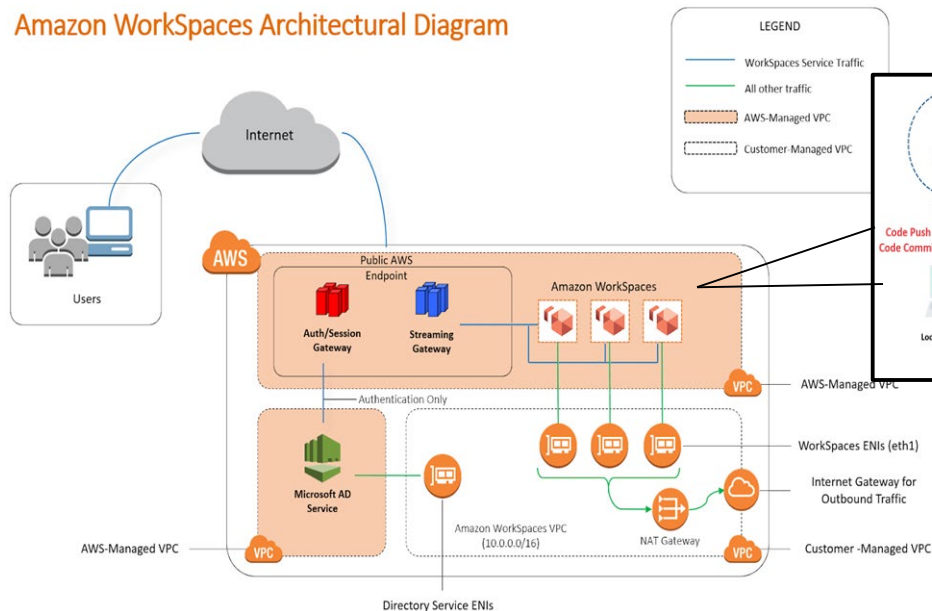 Amazon WorkSpaces Architectural Diagram
LEGEND
WorkSpaces Service Traffic
All other traffic
AWS-Managed VPC
Customer-Managed VPC
Internet
Users
AWS
Public AWS
Endpoint
Auth/Session
Gateway
Streaming
Gateway
Amazon WorkSpaces
Code Push
Code Commi
Loc
VPC
AWS-Managed VPC
Authentication Only
Microsoft AD
Service
WorkSpaces ENIs (eth1)
Internet Gateway for
Outbound Traffic
NAT Gateway
Amazon WorkSpaces VPC
(10.0.0.0/16)
AWS-Managed VPC
VPC
VPC
Customer -Managed VPC
Directory Service ENIs